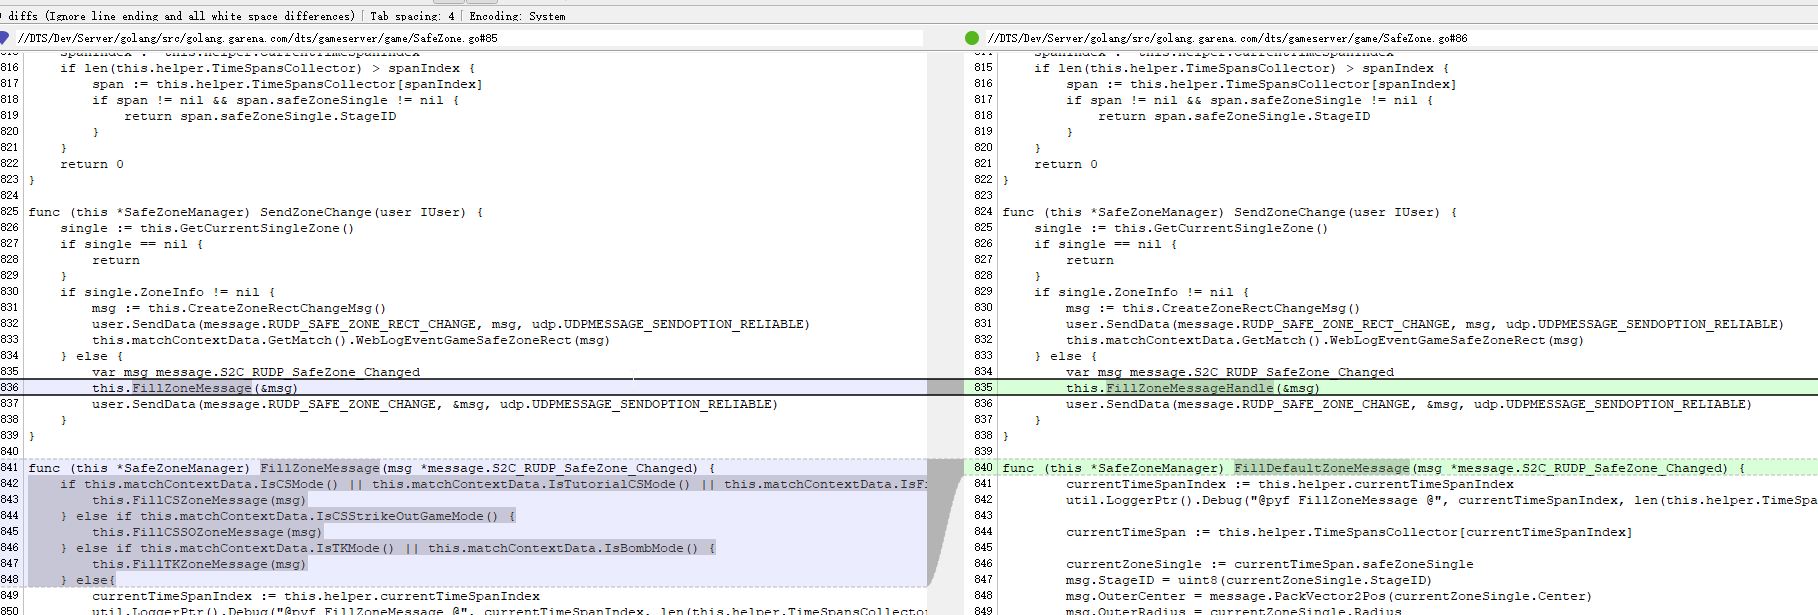 diffs (Ignore line ending and all white space differences) | Tab spacing: 4 | Encoding: System
//DTS/Dev/Server/golang/src/golang.garena.com/dts/gameserver/game/SafeZone.go#85
816 if len(this.helper.TimeSpansCollector) > spanIndex {
817 span := this.helper.TimeSpansCollector[spanIndex]
818 if span != nil && span.safeZoneSingle != nil {
819 return span.safeZoneSingle.StageID
820 }
821 }
822 return 0
823 }
824
825 func (this *SafeZoneManager) SendZoneChange(user IUser) {
826 single := this.GetCurrentSingleZone()
827 if single == nil {
828 return
829 }
830 if single.ZoneInfo != nil {
831 msg := this.CreateZoneRectChangeMsg()
832 user.SendData(message.RUDP_SAFE_ZONE_RECT_CHANGE, msg, udp.UDPMESSAGE_SENDOPTION_RELIABLE)
833 this.matchContextData.GetMatch().WebLogEventGameSafeZoneRect(msg)
834 } else {
835 var msg message.S2C_RUDP_SafeZone_Changed
836 this.FillZoneMessage(&msg)
837 user.SendData(message.RUDP_SAFE_ZONE_CHANGE, &msg, udp.UDPMESSAGE_SENDOPTION_RELIABLE)
838 }
839 }
840
841 func (this *SafeZoneManager) FillZoneMessage(msg *message.S2C_RUDP_SafeZone_Changed) {
842 if this.matchContextData.IsCSMode() || this.matchContextData.IsTutorialCSMode() || this.matchContextData.IsFi
843 this.FillCSZoneMessage(msg)
844 } else if this.matchContextData.IsCSStrikeOutGameMode() {
845 this.FillCSSOZoneMessage(msg)
846 } else if this.matchContextData.IsTKMode() || this.matchContextData.IsBombMode() {
847 this.FillTKZoneMessage(msg)
848 } else{
849 currentTimeSpanIndex := this.helper.currentTimeSpanIndex
850 util.LoggerPtr().Debug("@pyf FillZoneMessage @", currentTimeSpanIndex, len(this.helper.TimeSpansCollector
//DTS/Dev/Server/golang/src/golang.garena.com/dts/gameserver/game/SafeZone.go#86
815 if len(this.helper.TimeSpansCollector) > spanIndex {
816 span := this.helper.TimeSpansCollector[spanIndex]
817 if span != nil && span.safeZoneSingle != nil {
818 return span.safeZoneSingle.StageID
819 }
820 }
821 return 0
822 }
823
824 func (this *SafeZoneManager) SendZoneChange(user IUser) {
825 single := this.GetCurrentSingleZone()
826 if single == nil {
827 return
828 }
829 if single.ZoneInfo != nil {
830 msg := this.CreateZoneRectChangeMsg()
831 user.SendData(message.RUDP_SAFE_ZONE_RECT_CHANGE, msg, udp.UDPMESSAGE_SENDOPTION_RELIABLE)
832 this.matchContextData.GetMatch().WebLogEventGameSafeZoneRect(msg)
833 } else {
834 var msg message.S2C_RUDP_SafeZone_Changed
835 this.FillZoneMessageHandle(&msg)
836 user.SendData(message.RUDP_SAFE_ZONE_CHANGE, &msg, udp.UDPMESSAGE_SENDOPTION_RELIABLE)
837 }
838 }
839
840 func (this *SafeZoneManager) FillDefaultZoneMessage(msg *message.S2C_RUDP_SafeZone_Changed) {
841 currentTimeSpanIndex := this.helper.currentTimeSpanIndex
842 util.LoggerPtr().Debug("@pyf FillZoneMessage @", currentTimeSpanIndex, len(this.helper.TimeSpa
843
844 currentTimeSpan := this.helper.TimeSpansCollector[currentTimeSpanIndex]
845
846 currentZoneSingle := currentTimeSpan.safeZoneSingle
847 msg.StageID = uint8(currentZoneSingle.StageID)
848 msg.OuterCenter = message.PackVector2Pos(currentZoneSingle.Center)
849 msg.OuterRadius = currentZoneSingle.Radius